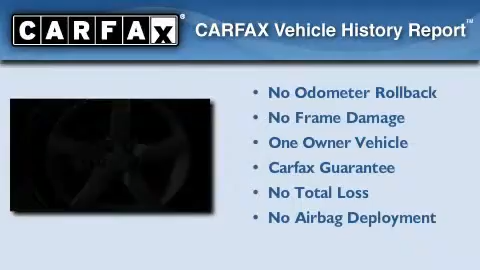 CARFAX® CARFAX Vehicle History Report™
• No Odometer Rollback
• No Frame Damage
• One Owner Vehicle
• Carfax Guarantee
• No Total Loss
• No Airbag Deployment